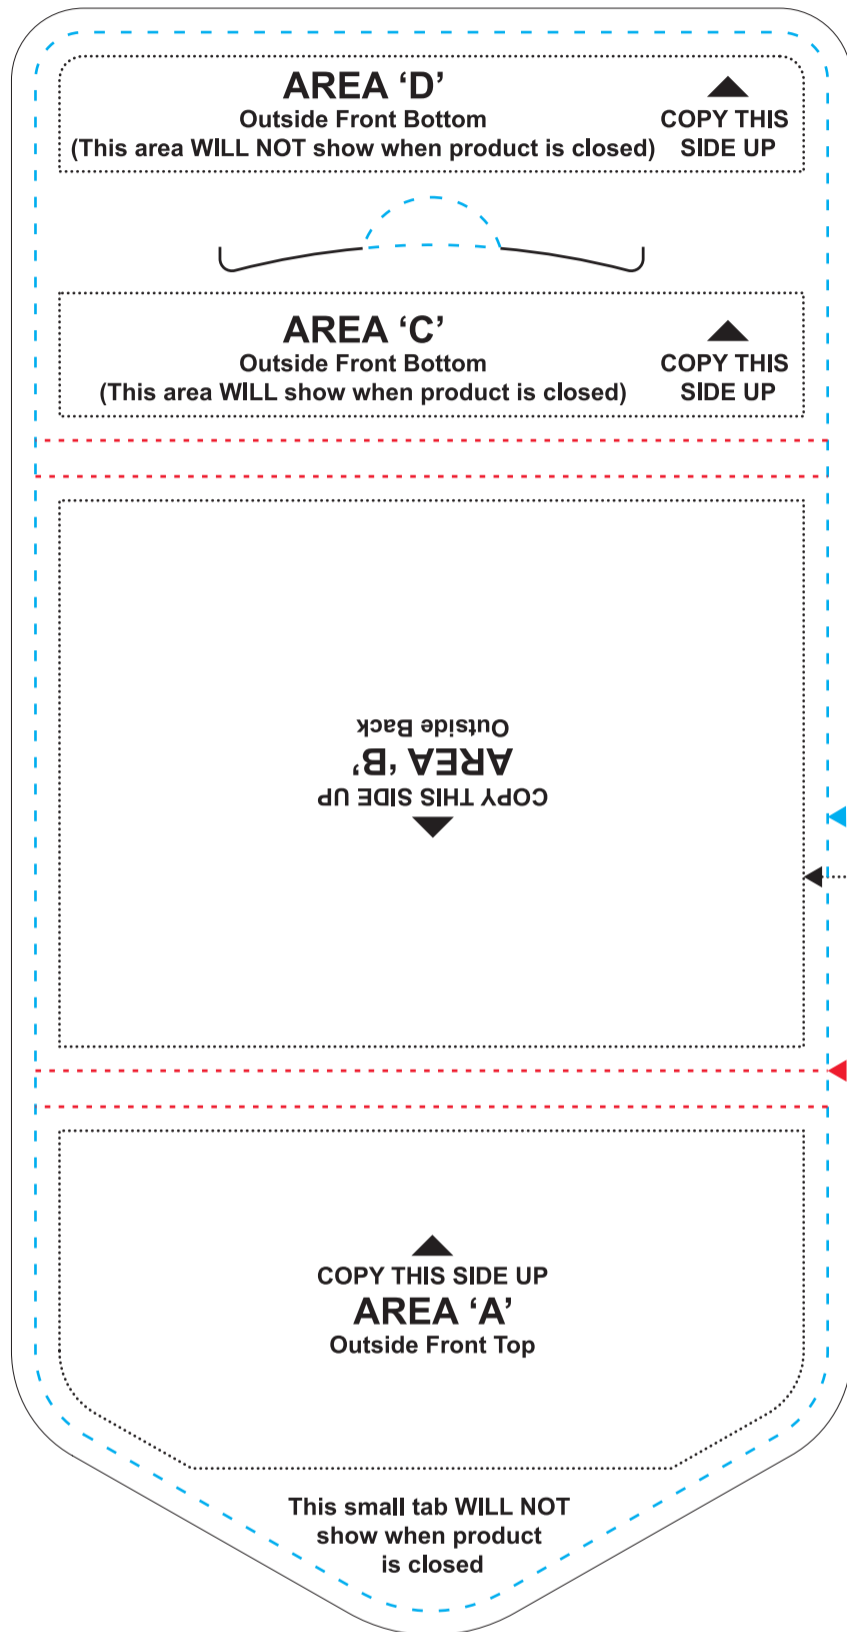 AREA ‘D’
Outside Front Bottom
(This area WILL NOT show when product is closed)
COPY THIS
SIDE UP
AREA ‘C’
Outside Front Bottom
(This area WILL show when product is closed)
COPY THIS
SIDE UP
COPY THIS SIDE UP
AREA ‘B’
Outside Back
COPY THIS SIDE UP
AREA ‘A’
Outside Front Top
This small tab WILL NOT
show when product
is closed